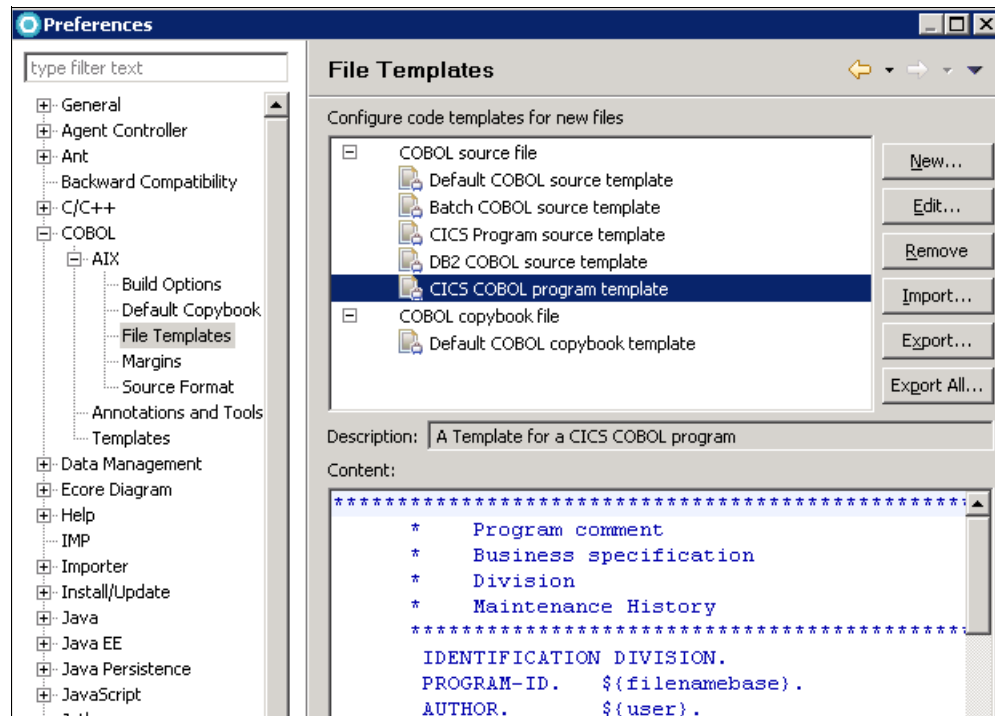 Preferences
type filter text
General
Agent Controller
Ant
Backward Compatibility
C/C++
COBOL
AIX
Build Options
Default Copybook
File Templates
Margins
Source Format
Annotations and Tools
Templates
Data Management
Ecore Diagram
Help
IMP
Importer
Install/Update
Java
Java EE
Java Persistence
JavaScript
File Templates
Configure code templates for new files
COBOL source file
Default COBOL source template
Batch COBOL source template
CICS Program source template
DB2 COBOL source template
CICS COBOL program template
COBOL copybook file
Default COBOL copybook template
New...
Edit...
Remove
Import...
Export...
Export All...
Description: A Template for a CICS COBOL program
Content:
**************************************************
* Program comment
* Business specification
* Division
* Maintenance History
********************************************
IDENTIFICATION DIVISION.
PROGRAM-ID. ${filenamebase}.
AUTHOR. ${user}.